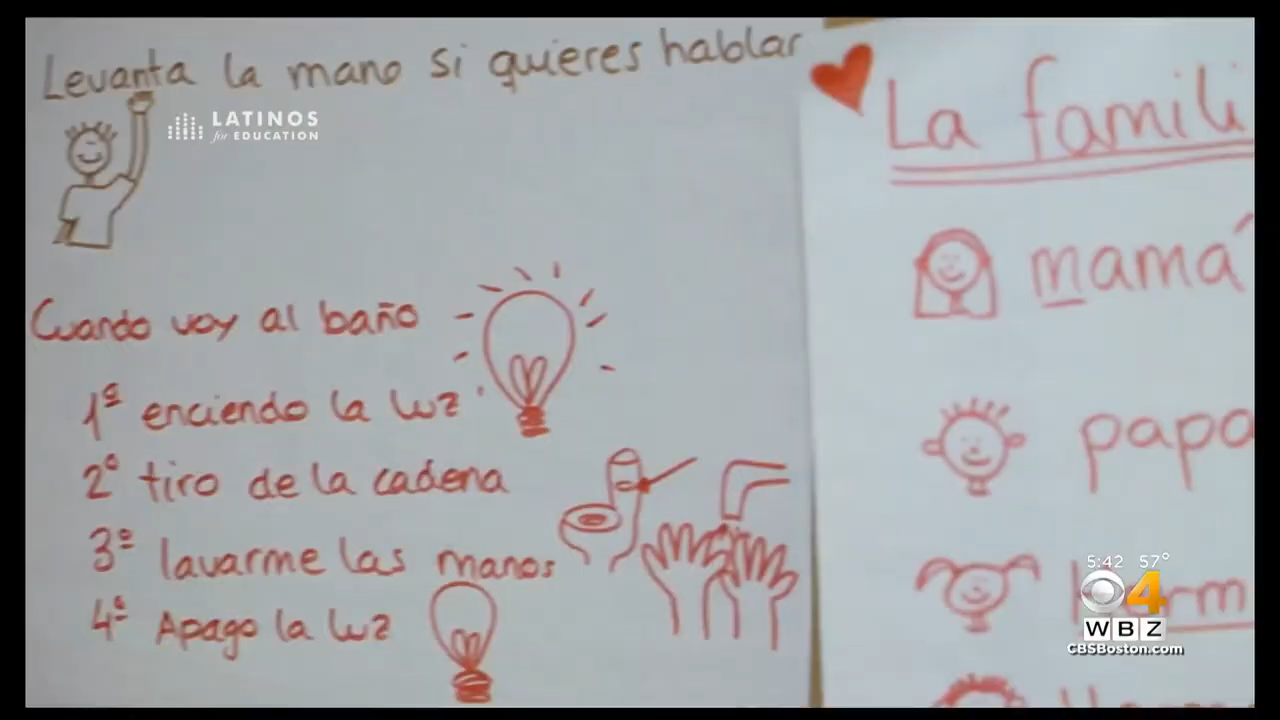 Levanta la mano si quieres hablar
LATINOS
for EDUCATION
Cuando voy al baño
1º enciendo la luz
2º tiro de la cadena
3º lavarme las manos
4º Apago la luz
La famili
mamá
papa
5:42 57°
4
WBZ
CBSBoston.com